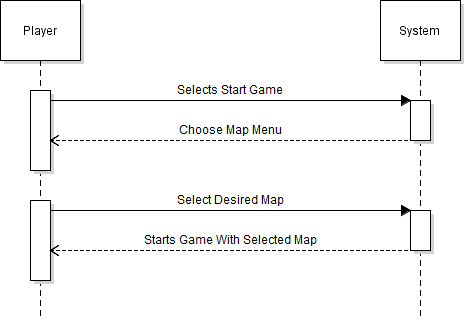 Player
System
Selects Start Game
Choose Map Menu
Select Desired Map
Starts Game With Selected Map